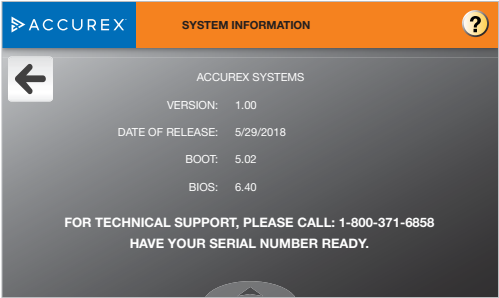 ACCUREX
SYSTEM INFORMATION
?
ACCUREX SYSTEMS
VERSION: 1.00
DATE OF RELEASE: 5/29/2018
BOOT: 5.02
BIOS: 6.40
FOR TECHNICAL SUPPORT, PLEASE CALL: 1-800-371-6858
HAVE YOUR SERIAL NUMBER READY.